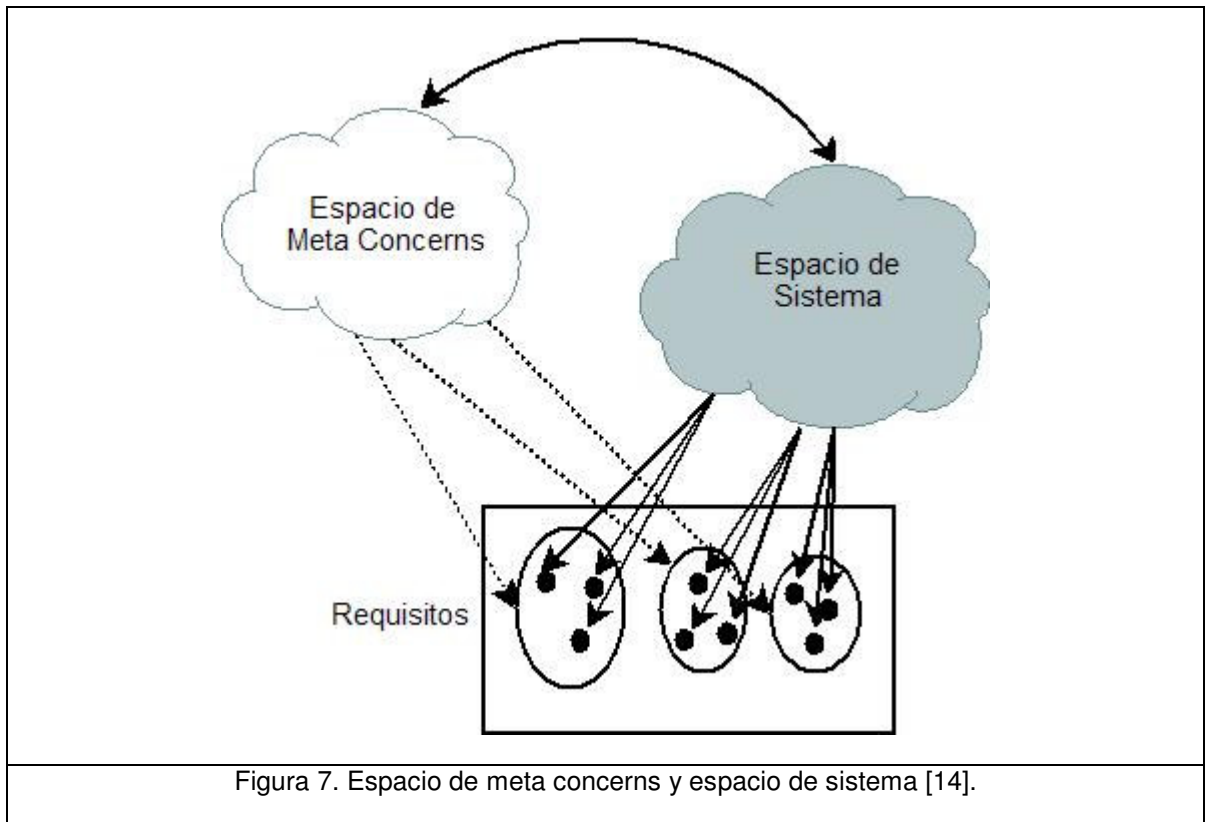 Espacio de
Meta Concerns
Espacio de
Sistema
Requisitos
Figura 7. Espacio de meta concerns y espacio de sistema [14].